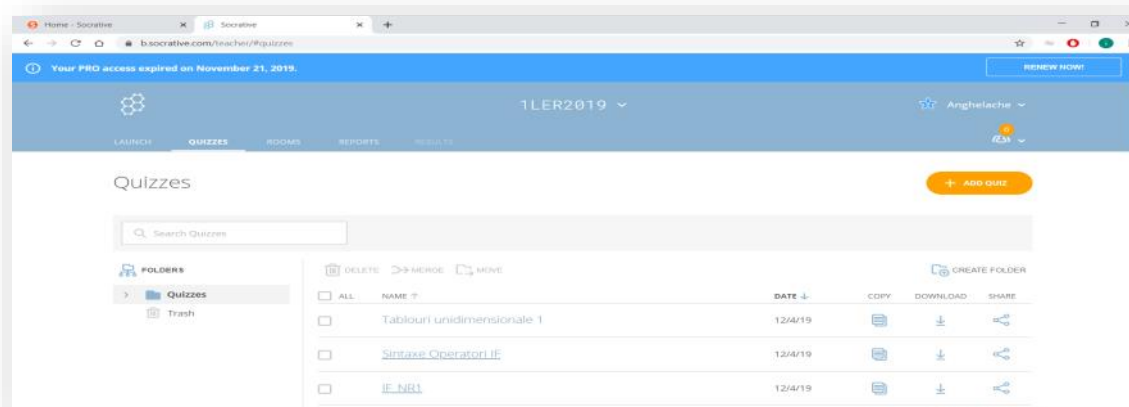 Home - Socrative
Socrative
b.socrative.com/teacher/#quizzes
Your PRO access expired on November 21, 2019.
RENEW NOW!
1LER2019
Anghelache
LAUNCH QUIZZES ROOMS REPORTS RESULTS
Quizzes
+ ADD QUIZ
Search Quizzes
FOLDERS
DELETE MERGE MOVE
CREATE FOLDER
Quizzes
ALL NAME DATE COPY DOWNLOAD SHARE
Trash
Tablouri unidimensionale 1 12/4/19
Sintaxe Operatori IF 12/4/19
IF NR1 12/4/19